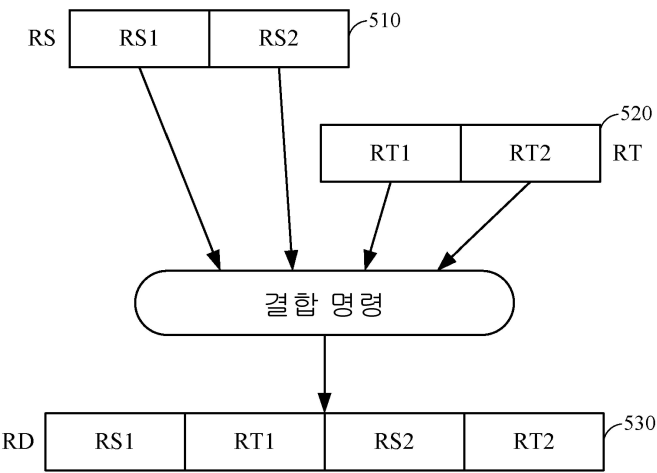 510
RS RS1 RS2
520
RT1 RT2 RT
결합 명령
530
RD RS1 RT1 RS2 RT2